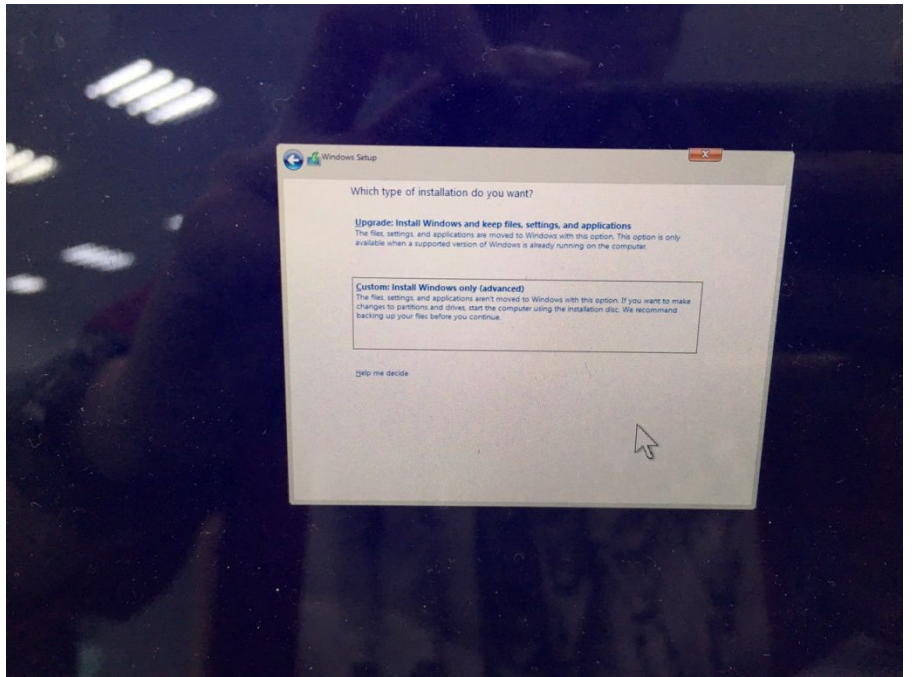 Windows Setup
Which type of installation do you want?
Upgrade: Install Windows and keep files, settings, and applications
The files, settings, and applications are moved to Windows with this option. This option is only
available when a supported version of Windows is already running on the computer.
Custom: Install Windows only (advanced)
The files, settings, and applications aren't moved to Windows with this option. If you want to make
changes to partitions and drives, start the computer using the installation disc. We recommend
backing up your files before you continue.
Help me decide